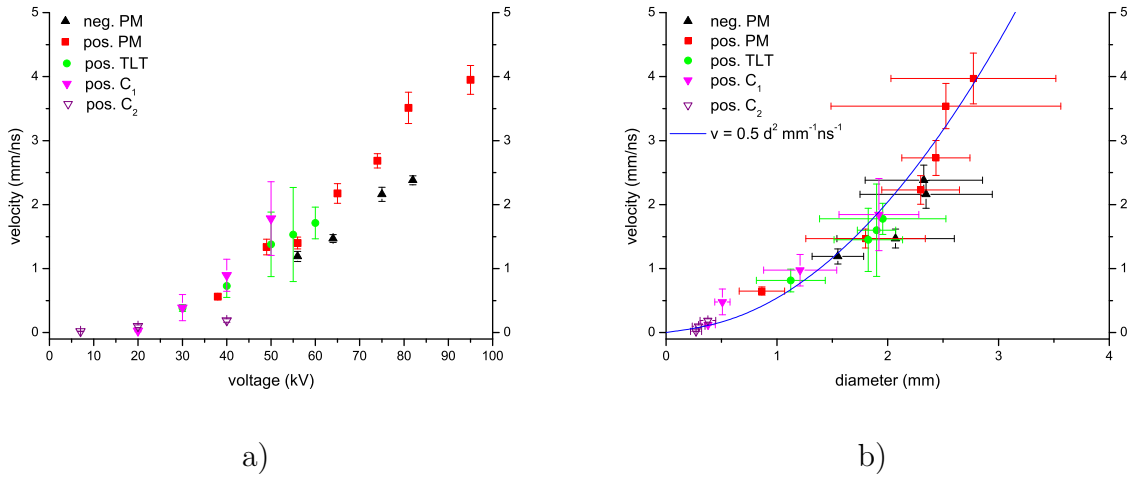 neg. PM
pos. PM
pos. TLT
pos. C₁
pos. C₂
velocity (mm/ns)
5
4
3
2
1
0
5
4
3
2
1
0
0 10 20 30 40 50 60 70 80 90 100
voltage (kV)
a)
neg. PM
pos. PM
pos. TLT
pos. C₁
pos. C₂
v = 0.5 d² mm⁻¹ns⁻¹
velocity (mm/ns)
5
4
3
2
1
0
5
4
3
2
1
0
0 1 2 3 4
diameter (mm)
b)